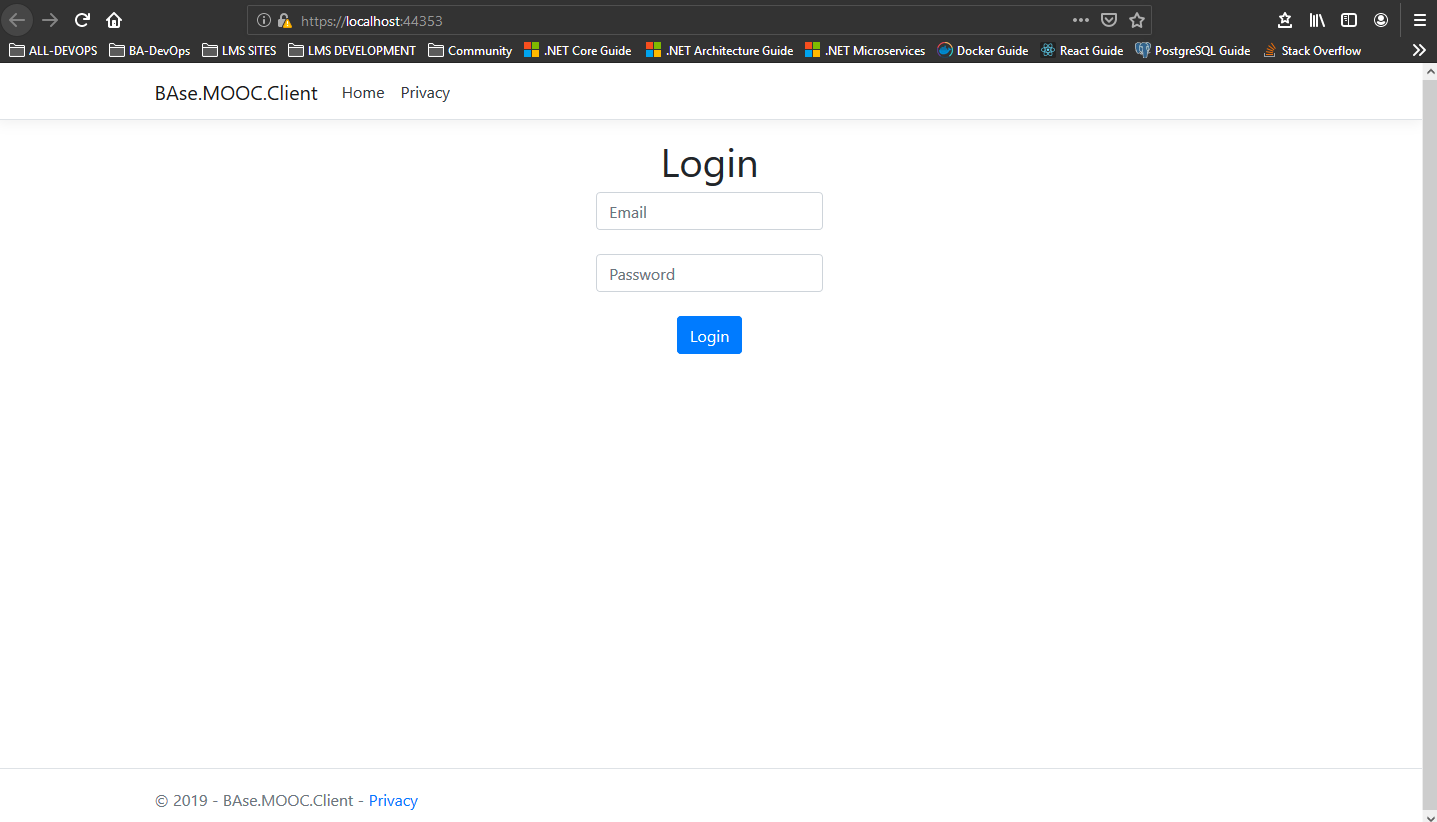 https://localhost:44353
ALL-DEVOPS BA-DevOps LMS SITES LMS DEVELOPMENT Community .NET Core Guide .NET Architecture Guide .NET Microservices Docker Guide React Guide PostgreSQL Guide Stack Overflow
BAse.MOOC.Client Home Privacy
Login
Email
Password
Login
© 2019 - BAse.MOOC.Client - Privacy